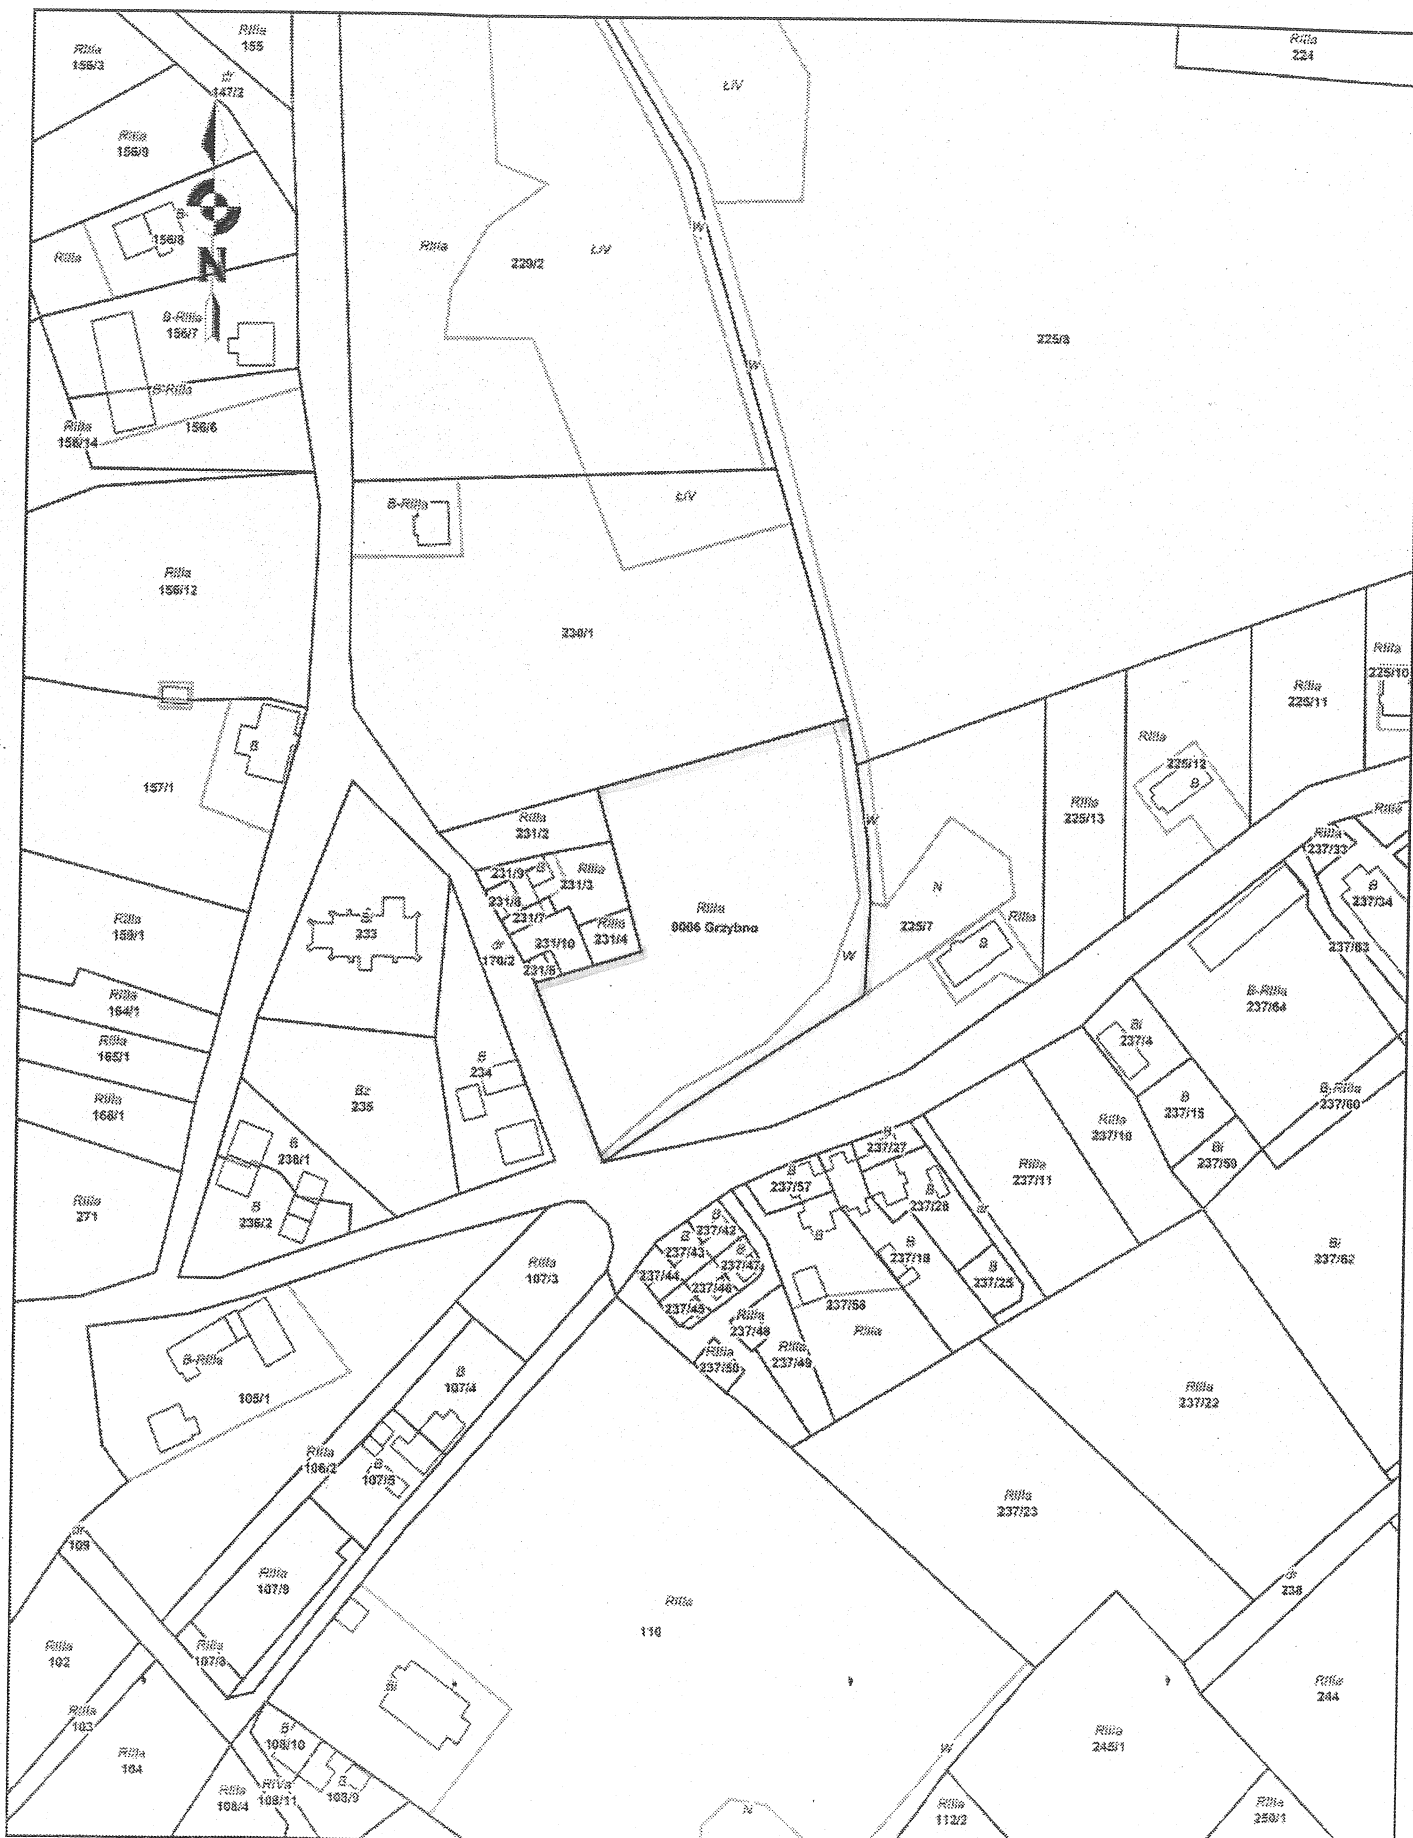 RIIIa
155
RIIIa
156/3
dr
147/2
RIIIa
224
ŁIV
RIIIa
156/9
B
156/8
RIIIa
N
RIIIa
229/2
ŁIV
W
B-RIIIa
156/7
225/8
W
B-RIIIa
RIIIa
156/14
156/6
ŁIV
B-RIIIa
RIIIa
156/12
230/1
RIIIa
225/10
RIIIa
225/11
RIIIa
225/12
B
B
157/1
RIIIa
225/13
RIIIa
231/2
W
RIIIa
RIIIa
237/33
231/9
B
RIIIa
231/3
231/8
231/7
N
B
237/34
RIIIa
159/1
Bi
233
RIIIa
0006 Grzybno
RIIIa
225/7
RIIIa
231/4
dr
170/2
231/10
B
237/63
W
231/6
RIIIa
164/1
B-RIIIa
237/64
RIIIa
165/1
Bi
237/4
B
234
RIIIa
166/1
Bz
235
B-RIIIa
237/60
B
237/15
RIIIa
237/10
B
236/1
B
237/27
Bi
237/59
RIIIa
237/11
B
237/57
RIIIa
271
B
236/2
B
237/28
dr
B
237/42
B
237/43
B
B
237/18
B
237/47
Bi
237/62
RIIIa
107/3
237/44
237/46
B
237/25
237/45
237/58
RIIIa
237/48
RIIIa
B-RIIIa
RIIIa
237/50
RIIIa
237/49
105/1
B
107/4
RIIIa
237/22
RIIIa
106/2
B
107/5
RIIIa
237/23
dr
109
RIIIa
107/9
dr
238
RIIIa
110
RIIIa
102
RIIIa
107/8
Bi
RIIIa
244
RIIIa
103
Bi
108/10
RIIIa
245/1
RIIIa
104
W
RIIIa
108/4
RIVa
108/11
B
108/9
N
RIIIa
112/2
RIIIa
250/1